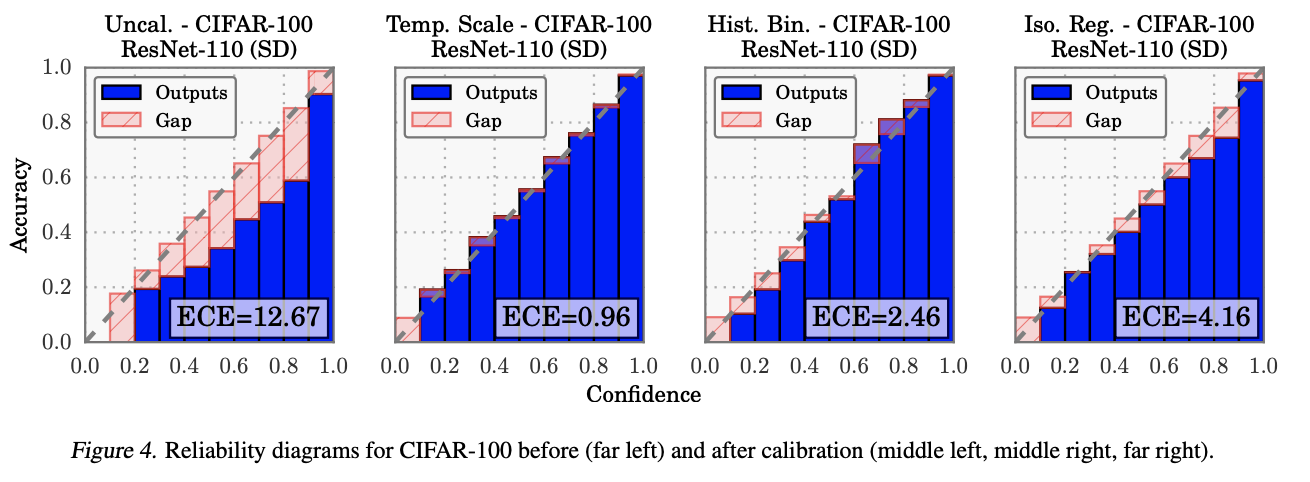 Uncal. - CIFAR-100
ResNet-110 (SD)
Temp. Scale - CIFAR-100
ResNet-110 (SD)
Hist. Bin. - CIFAR-100
ResNet-110 (SD)
Iso. Reg. - CIFAR-100
ResNet-110 (SD)
Accuracy
1.0
0.8
0.6
0.4
0.2
0.0
Outputs
Gap
ECE=12.67
0.0 0.2 0.4 0.6 0.8 1.0
Outputs
Gap
ECE=0.96
0.0 0.2 0.4 0.6 0.8 1.0
Outputs
Gap
ECE=2.46
0.0 0.2 0.4 0.6 0.8 1.0
Outputs
Gap
ECE=4.16
0.0 0.2 0.4 0.6 0.8 1.0
Confidence
Figure 4. Reliability diagrams for CIFAR-100 before (far left) and after calibration (middle left, middle right, far right).